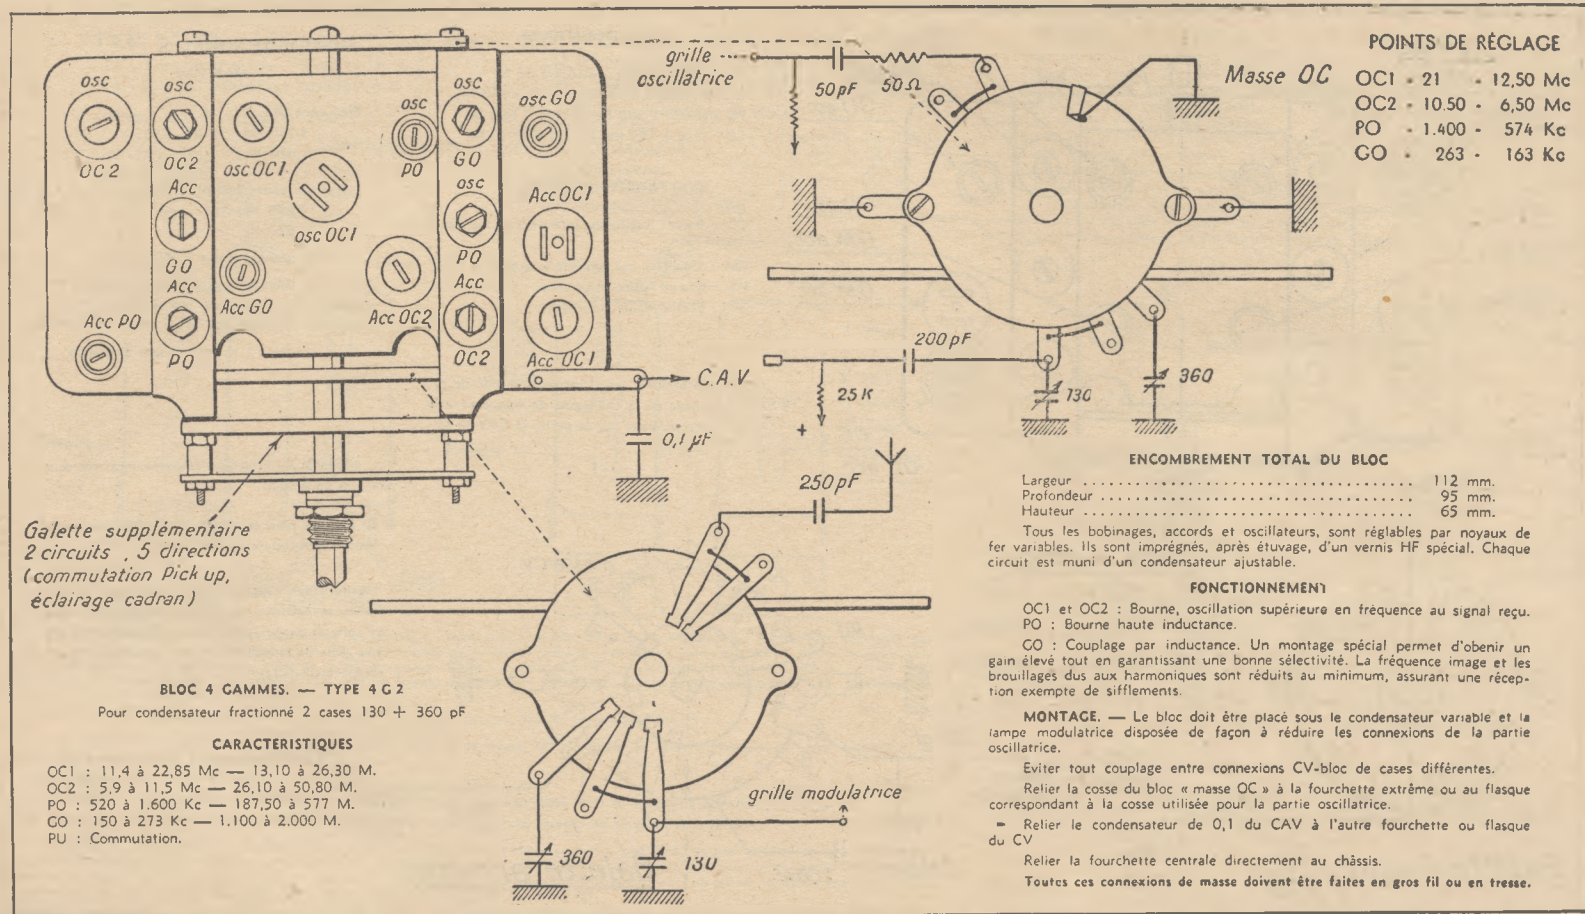 osc
OC2
osc
OC2
osc OC1
osc OC1
osc
PO
osc
GO
osc GO
Acc
GO
Acc GO
osc
PO
Acc OC1
Acc PO
Acc
PO
Acc OC2
Acc
OC2
Acc OC1
C.A.V
0,1 µF
Galette supplémentaire
2 circuits . 5 directions
(commutation Pick up,
éclairage cadran)
grille
oscillatrice
50pF
50Ω
Masse OC
200pF
25K
+
130
360
250pF
grille modulatrice
360
130
POINTS DE RÉGLAGE
OC1 - 21 - 12,50 Mc
OC2 - 10.50 - 6,50 Mc
PO - 1.400 - 574 Kc
GO - 263 - 163 Kc
BLOC 4 GAMMES. — TYPE 4 G 2
Pour condensateur fractionné 2 cases 130 + 360 pF
CARACTERISTIQUES
OC1 : 11,4 à 22,85 Mc — 13,10 à 26,30 M.
OC2 : 5,9 à 11,5 Mc — 26,10 à 50,80 M.
PO : 520 à 1.600 Kc — 187,50 à 577 M.
GO : 150 à 273 Kc — 1.100 à 2.000 M.
PU : Commutation.
ENCOMBREMENT TOTAL DU BLOC
Largeur ........ 112 mm.
Profondeur ........ 95 mm.
Hauteur ........ 65 mm.
Tous les bobinages, accords et oscillateurs, sont réglables par noyaux de
fer variables. Ils sont imprégnés, après étuvage, d'un vernis HF spécial. Chaque
circuit est muni d'un condensateur ajustable.
FONCTIONNEMENT
OC1 et OC2 : Bourne, oscillation supérieure en fréquence au signal reçu.
PO : Bourne haute inductance.
GO : Couplage par inductance. Un montage spécial permet d'obenir un
gain élevé tout en garantissant une bonne sélectivité. La fréquence image et les
brouillages dus aux harmoniques sont réduits au minimum, assurant une récep-
tion exempte de sifflements.
MONTAGE. — Le bloc doit être placé sous le condensateur variable et la
lampe modulatrice disposée de façon à réduire les connexions de la partie
oscillatrice.
Eviter tout couplage entre connexions CV-bloc de cases différentes.
Relier la cosse du bloc « masse OC » à la fourchette extrême ou au flasque
correspondant à la cosse utilisée pour la partie oscillatrice.
- Relier le condensateur de 0,1 du CAV à l'autre fourchette ou flasque
du CV
Relier la fourchette centrale directement au châssis.
Toutes ces connexions de masse doivent être faites en gros fil ou en tresse.